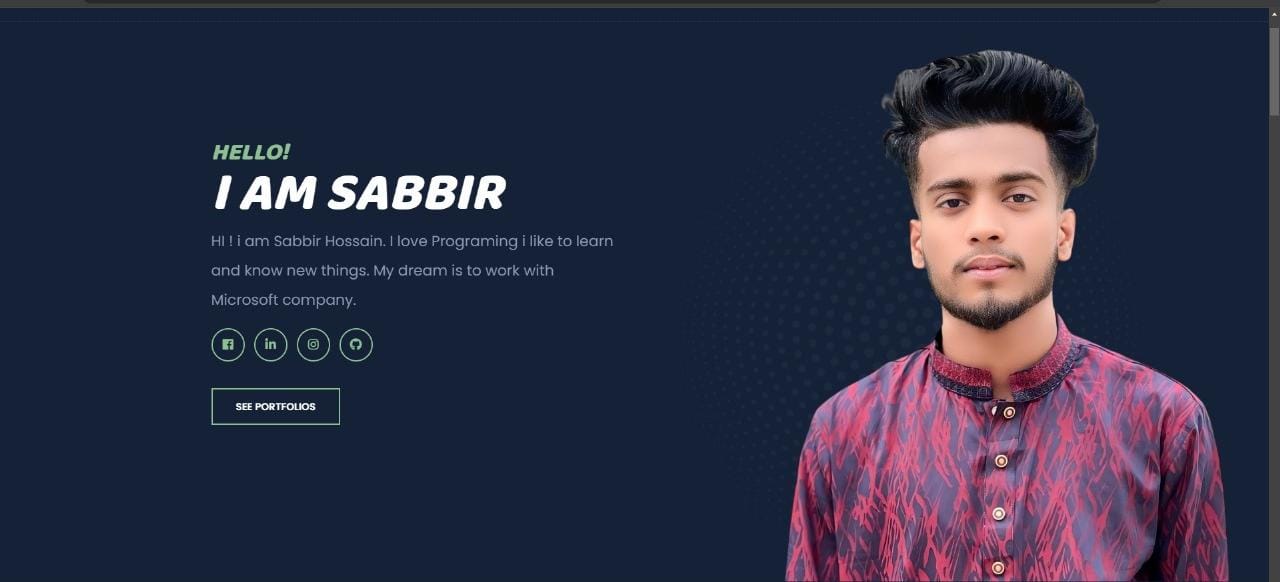 HELLO!
I AM SABBIR
HI ! i am Sabbir Hossain. I love Programing i like to learn
and know new things. My dream is to work with
Microsoft company.
SEE PORTFOLIOS